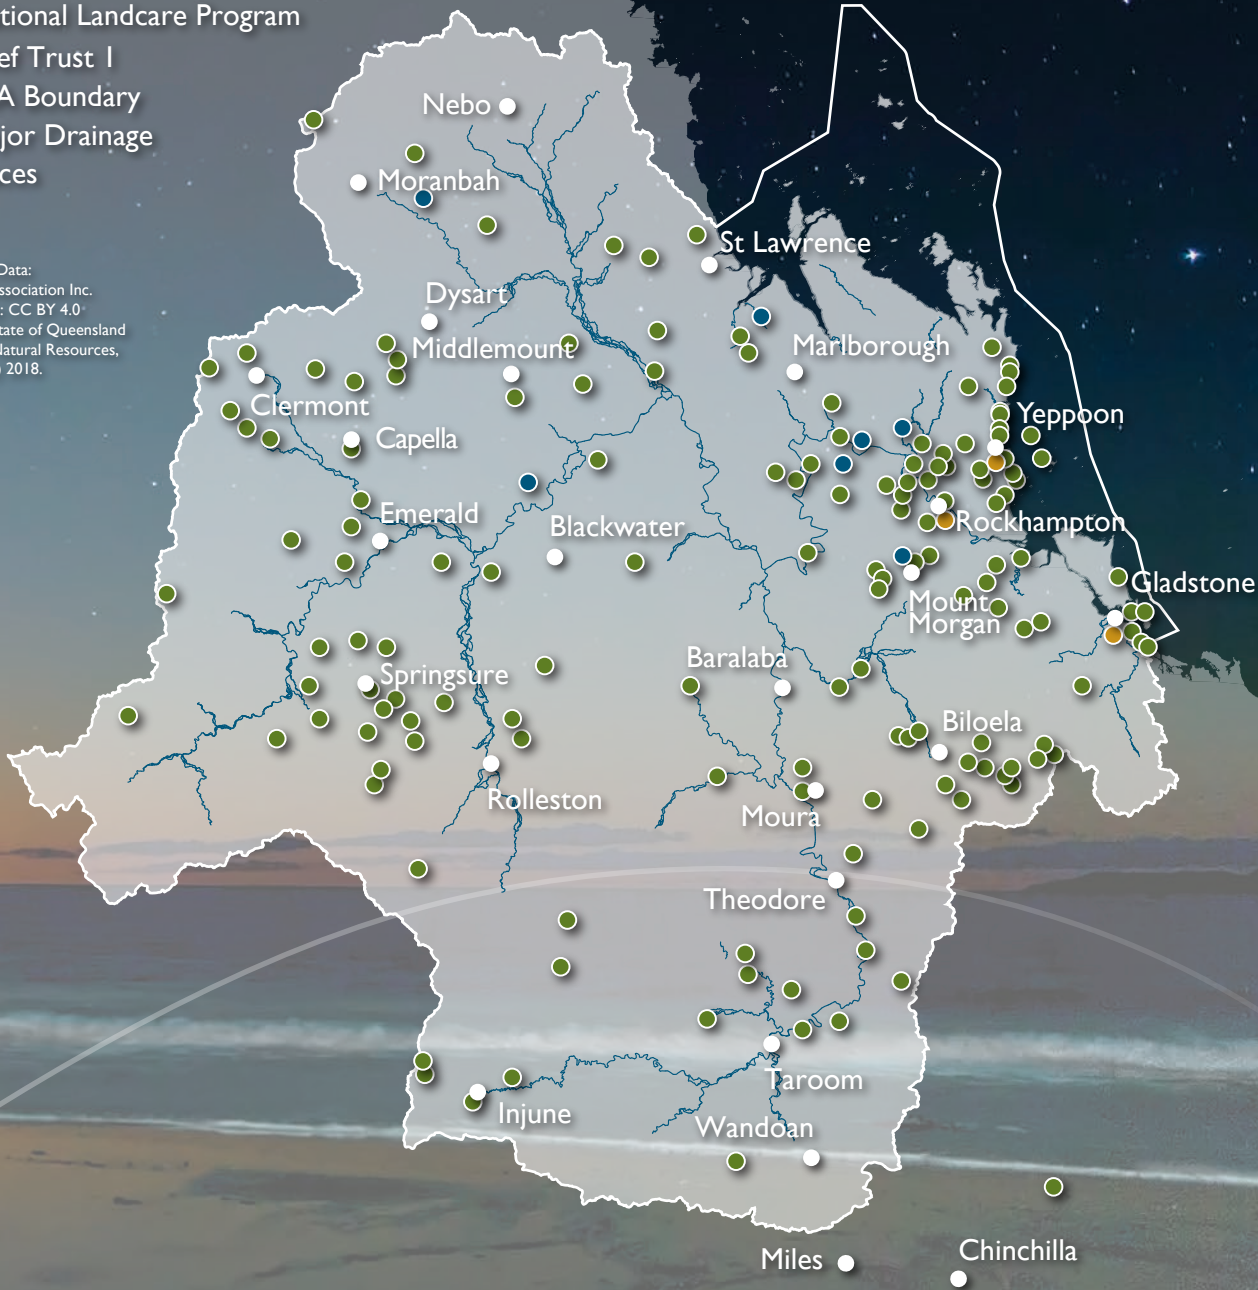 tional Landcare Program
ef Trust 1
A Boundary
jor Drainage
ces
Data:
ssociation Inc.
: CC BY 4.0
tate of Queensland
Natural Resources,
2018.
Nebo
Moranbah
St Lawrence
Dysart
Middlemount
Marlborough
Clermont
Yeppoon
Capella
Emerald
Blackwater
Rockhampton
Gladstone
Mount
Morgan
Baralaba
Springsure
Biloela
Rolleston
Moura
Theodore
Taroom
Injune
Wandoan
Miles
Chinchilla